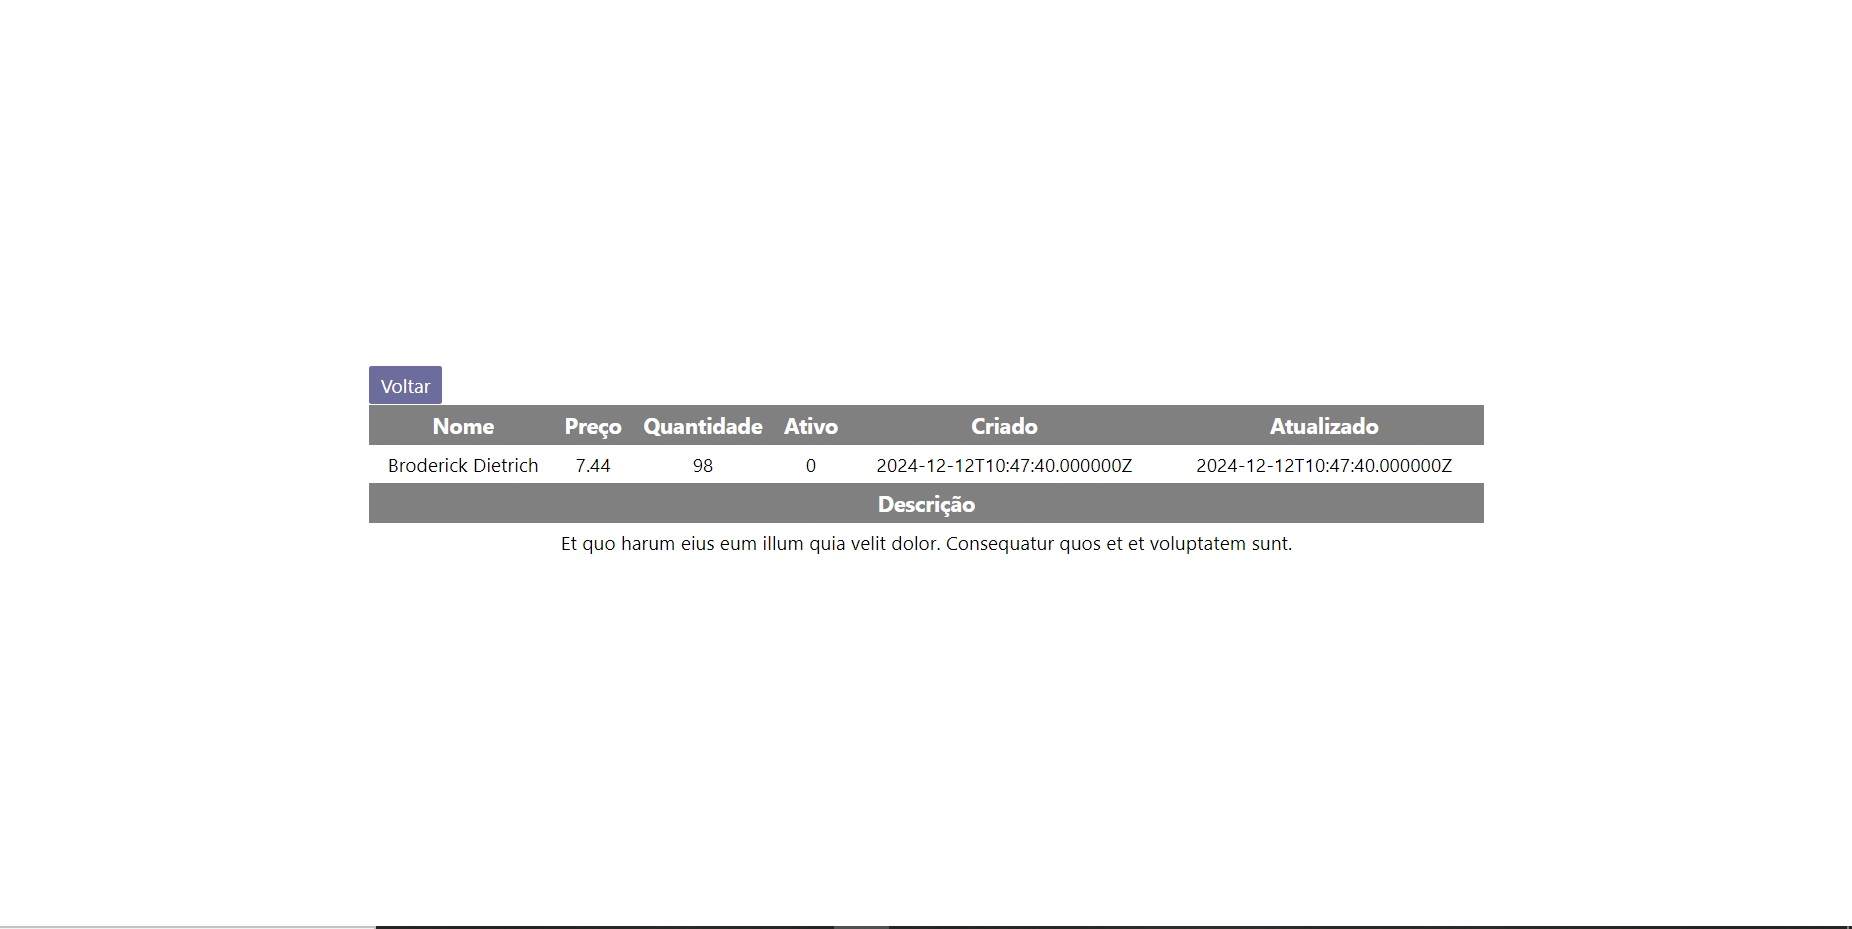 Voltar
Nome Preço Quantidade Ativo Criado Atualizado
Broderick Dietrich 7.44 98 0 2024-12-12T10:47:40.000000Z 2024-12-12T10:47:40.000000Z
Descrição
Et quo harum eius eum illum quia velit dolor. Consequatur quos et et voluptatem sunt.